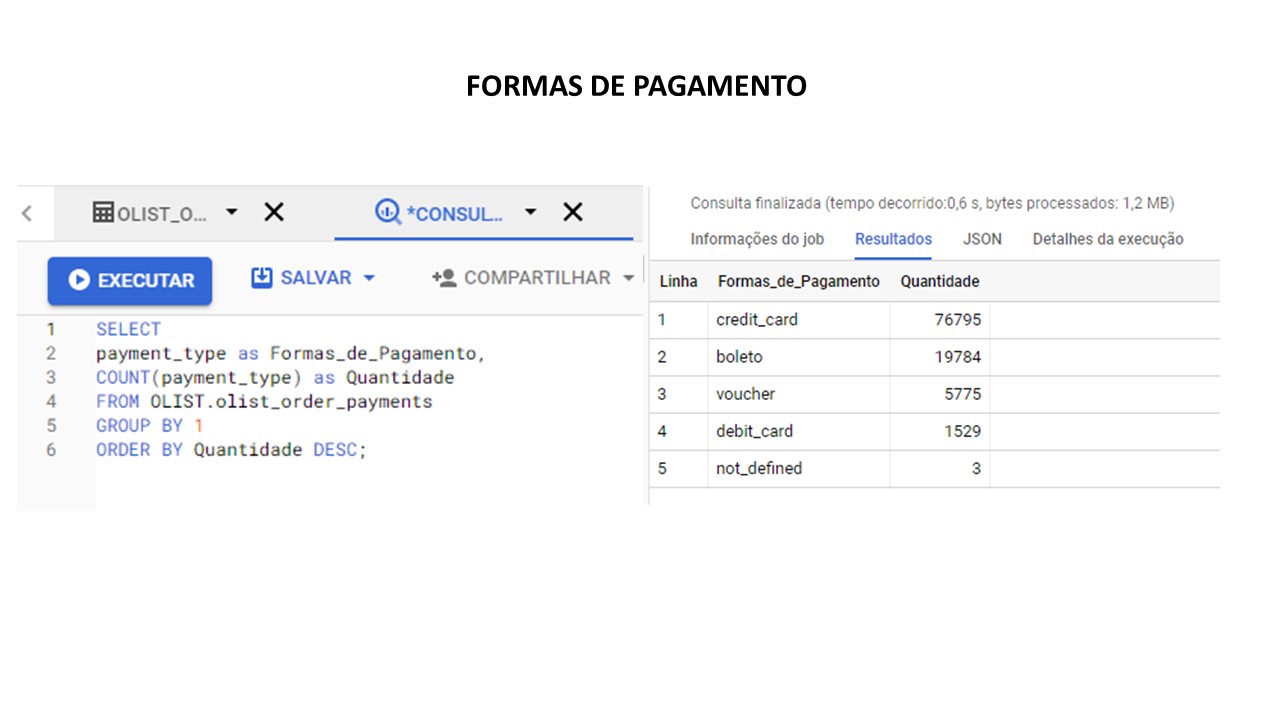 FORMAS DE PAGAMENTO
OLIST_O... *CONSUL...
EXECUTAR SALVAR COMPARTILHAR
1 SELECT
2 payment_type as Formas_de_Pagamento,
3 COUNT(payment_type) as Quantidade
4 FROM OLIST.olist_order_payments
5 GROUP BY 1
6 ORDER BY Quantidade DESC;
Consulta finalizada (tempo decorrido:0,6 s, bytes processados: 1,2 MB)
Informações do job Resultados JSON Detalhes da execução
Linha Formas_de_Pagamento Quantidade
1 credit_card 76795
2 boleto 19784
3 voucher 5775
4 debit_card 1529
5 not_defined 3